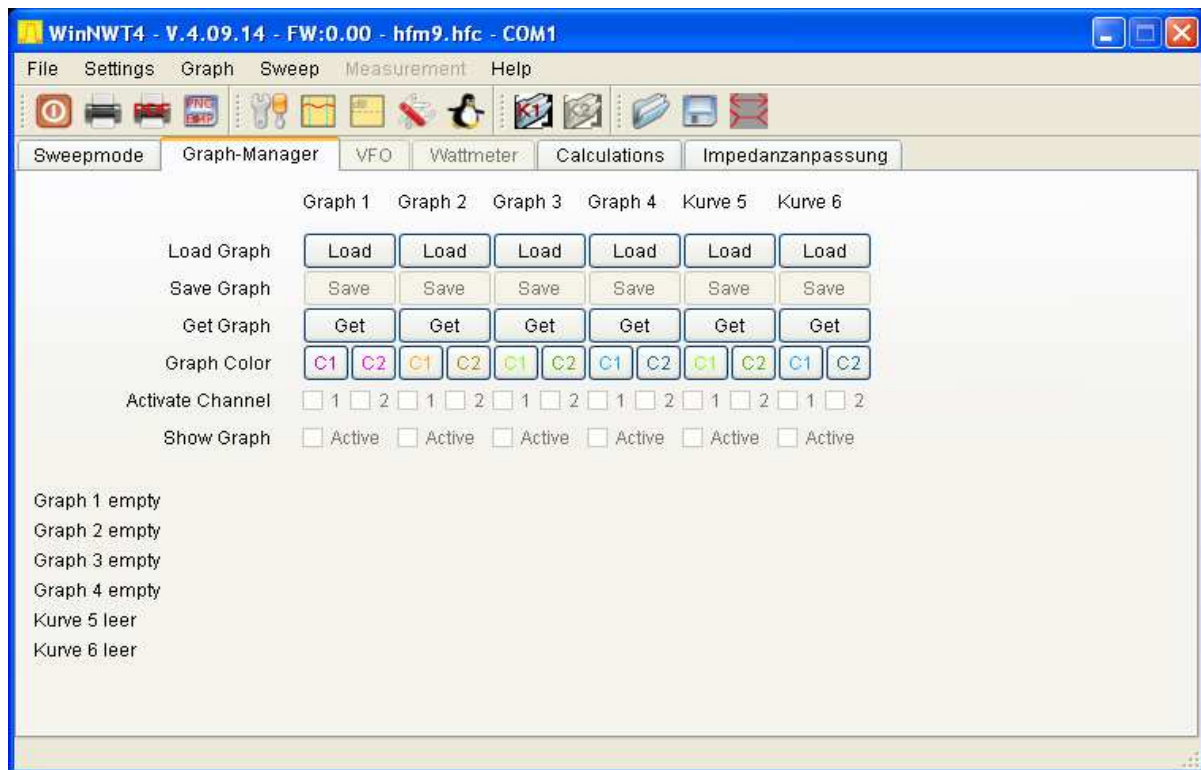 WinNWT4 - V.4.09.14 - FW:0.00 - hfm9.hfc - COM1
File Settings Graph Sweep Measurement Help
PNG BMP K1
Sweepmode Graph-Manager VFO Wattmeter Calculations Impedanzanpassung
Graph 1 Graph 2 Graph 3 Graph 4 Kurve 5 Kurve 6
Load Graph Load Load Load Load Load Load
Save Graph Save Save Save Save Save Save
Get Graph Get Get Get Get Get Get
Graph Color C1 C2 C1 C2 C1 C2 C1 C2 C1 C2 C1 C2
Activate Channel 1 2 1 2 1 2 1 2 1 2 1 2
Show Graph Active Active Active Active Active Active
Graph 1 empty
Graph 2 empty
Graph 3 empty
Graph 4 empty
Kurve 5 leer
Kurve 6 leer